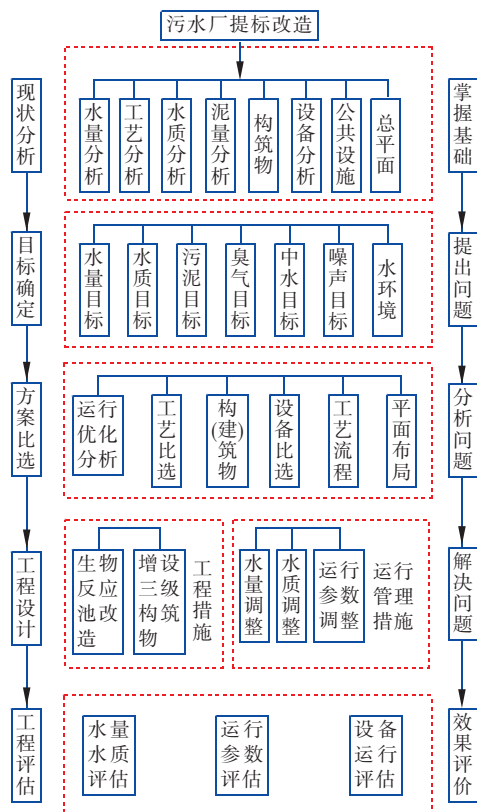 污水厂提标改造
现状分析
水量分析
工艺分析
水质分析
泥量分析
构筑物
设备分析
公共设施
总平面
掌握基础
目标确定
水量目标
水质目标
污泥目标
臭气目标
中水目标
噪声目标
水环境
提出问题
方案比选
运行
优化
分析
工艺比选
构(建)筑物
设备比选
工艺流程
平面布局
分析问题
工程设计
生物
反应
池改
造
增设
三级
构筑
物
工程措施
水量调整
水质调整
运行
参数
调整
运行
管理
措施
解决问题
工程评估
水量
水质
评估
运行
参数
评估
设备
运行
评估
效果评价